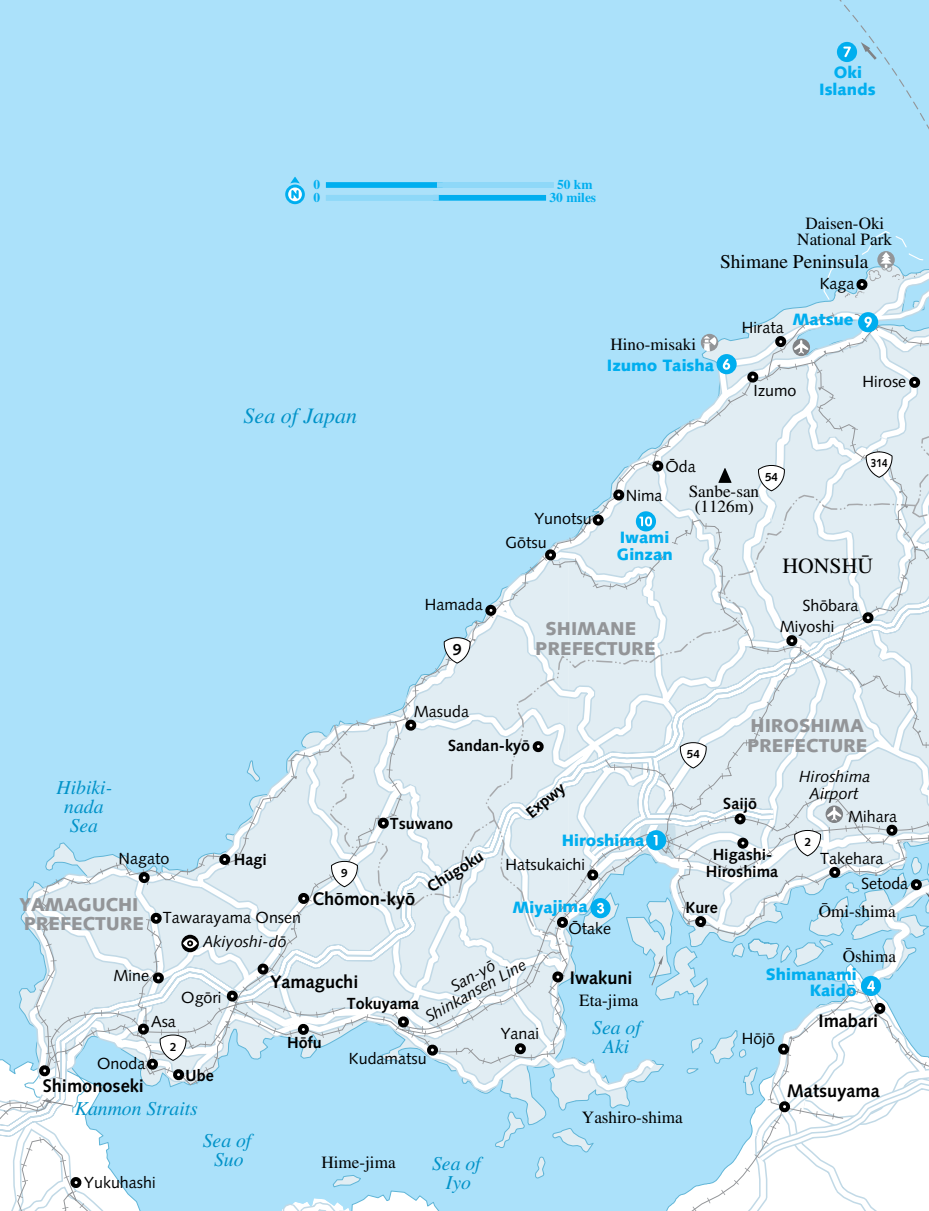 7
Oki
Islands
0 50 km
N
0 30 miles
Daisen-Oki
National Park
Shimane Peninsula
Kaga
Matsue 9
Hirata
Hino-misaki
Izumo Taisha 6
Izumo
Hirose
Sea of Japan
Ōda
54
314
Sanbe-san
(1126m)
Nima
Yunotsu
10
Iwami
Ginzan
Gōtsu
HONSHŪ
Hamada
Shōbara
Miyoshi
SHIMANE
PREFECTURE
9
Masuda
Sandan-kyō
HIROSHIMA
PREFECTURE
54
Hibiki-
nada
Sea
Hiroshima
Airport
Expwy
Saijō
Mihara
Tsuwano
Hiroshima 1
2
Higashi-
Hiroshima
Nagato
Hagi
9
Chūgoku
Hatsukaichi
Takehara
Setoda
Chōmon-kyō
YAMAGUCHI
PREFECTURE
Miyajima 3
Kure
Ōmi-shima
Tawarayama Onsen
Ōtake
Akiyoshi-dō
Ōshima
Mine
Yamaguchi
San-yō
Shinkansen Line
Iwakuni
Shimanami
Kaidō 4
Ogōri
Tokuyama
Eta-jima
Imabari
Asa
Hōfu
Yanai
Sea of
Aki
Hōjō
2
Kudamatsu
Onoda
Ube
Shimonoseki
Matsuyama
Kanmon Straits
Yashiro-shima
Sea of
Suo
Hime-jima
Sea of
Iyo
Yukuhashi